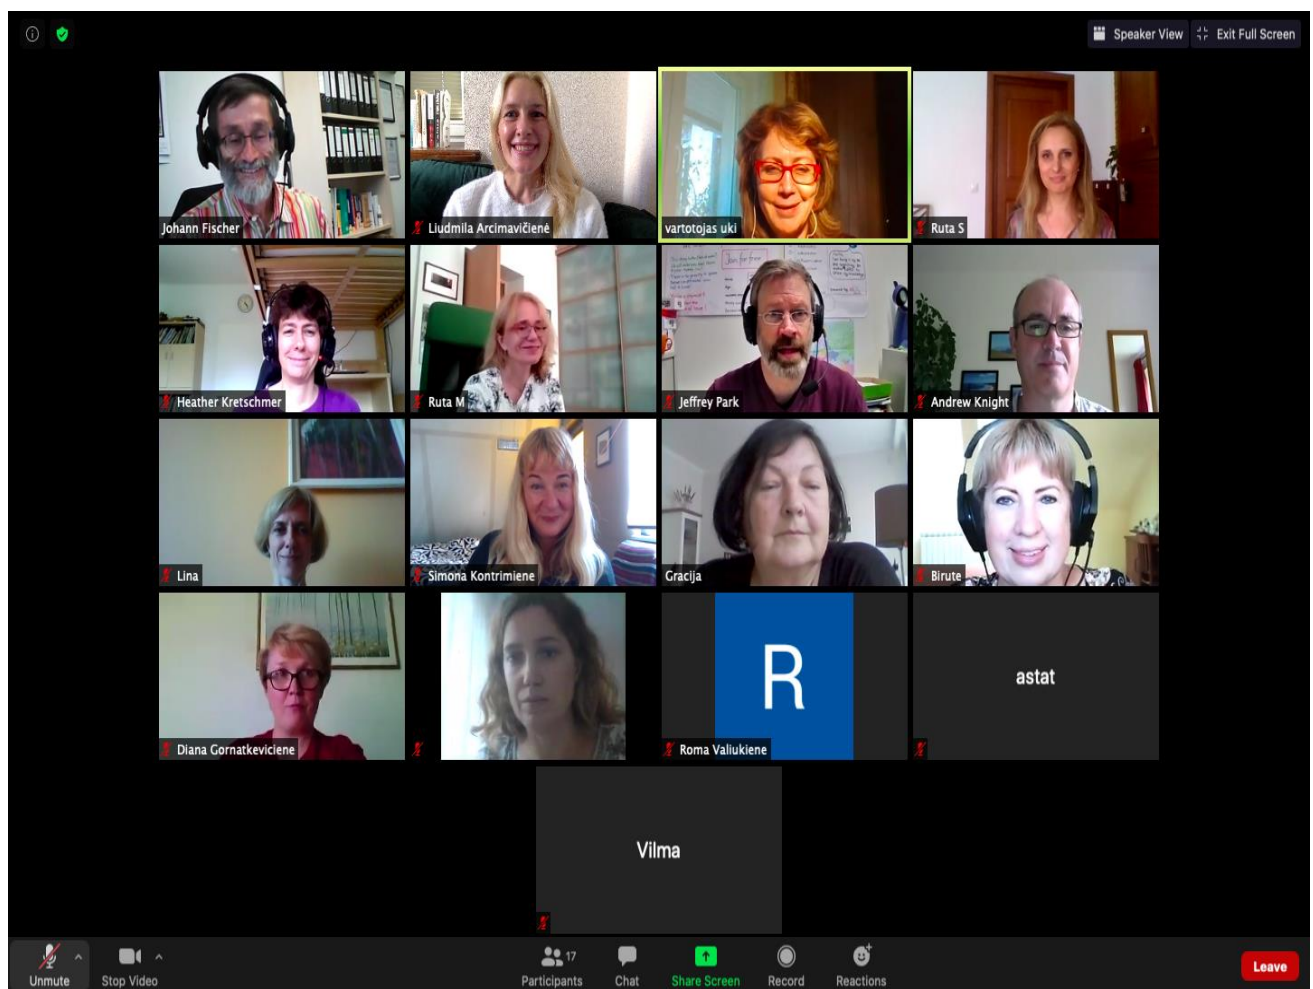 Speaker View
Exit Full Screen
Johann Fischer
Liudmila Arcimavičienė
vartotojas uki
Ruta S
Heather Kretschmer
Ruta M
Jeffrey Park
Andrew Knight
Lina
Simona Kontrimiene
Gracija
Birute
Diana Gornatkeviciene
R
Roma Valiukiene
astat
Vilma
Unmute
Stop Video
17
Participants
Chat
Share Screen
Record
Reactions
Leave